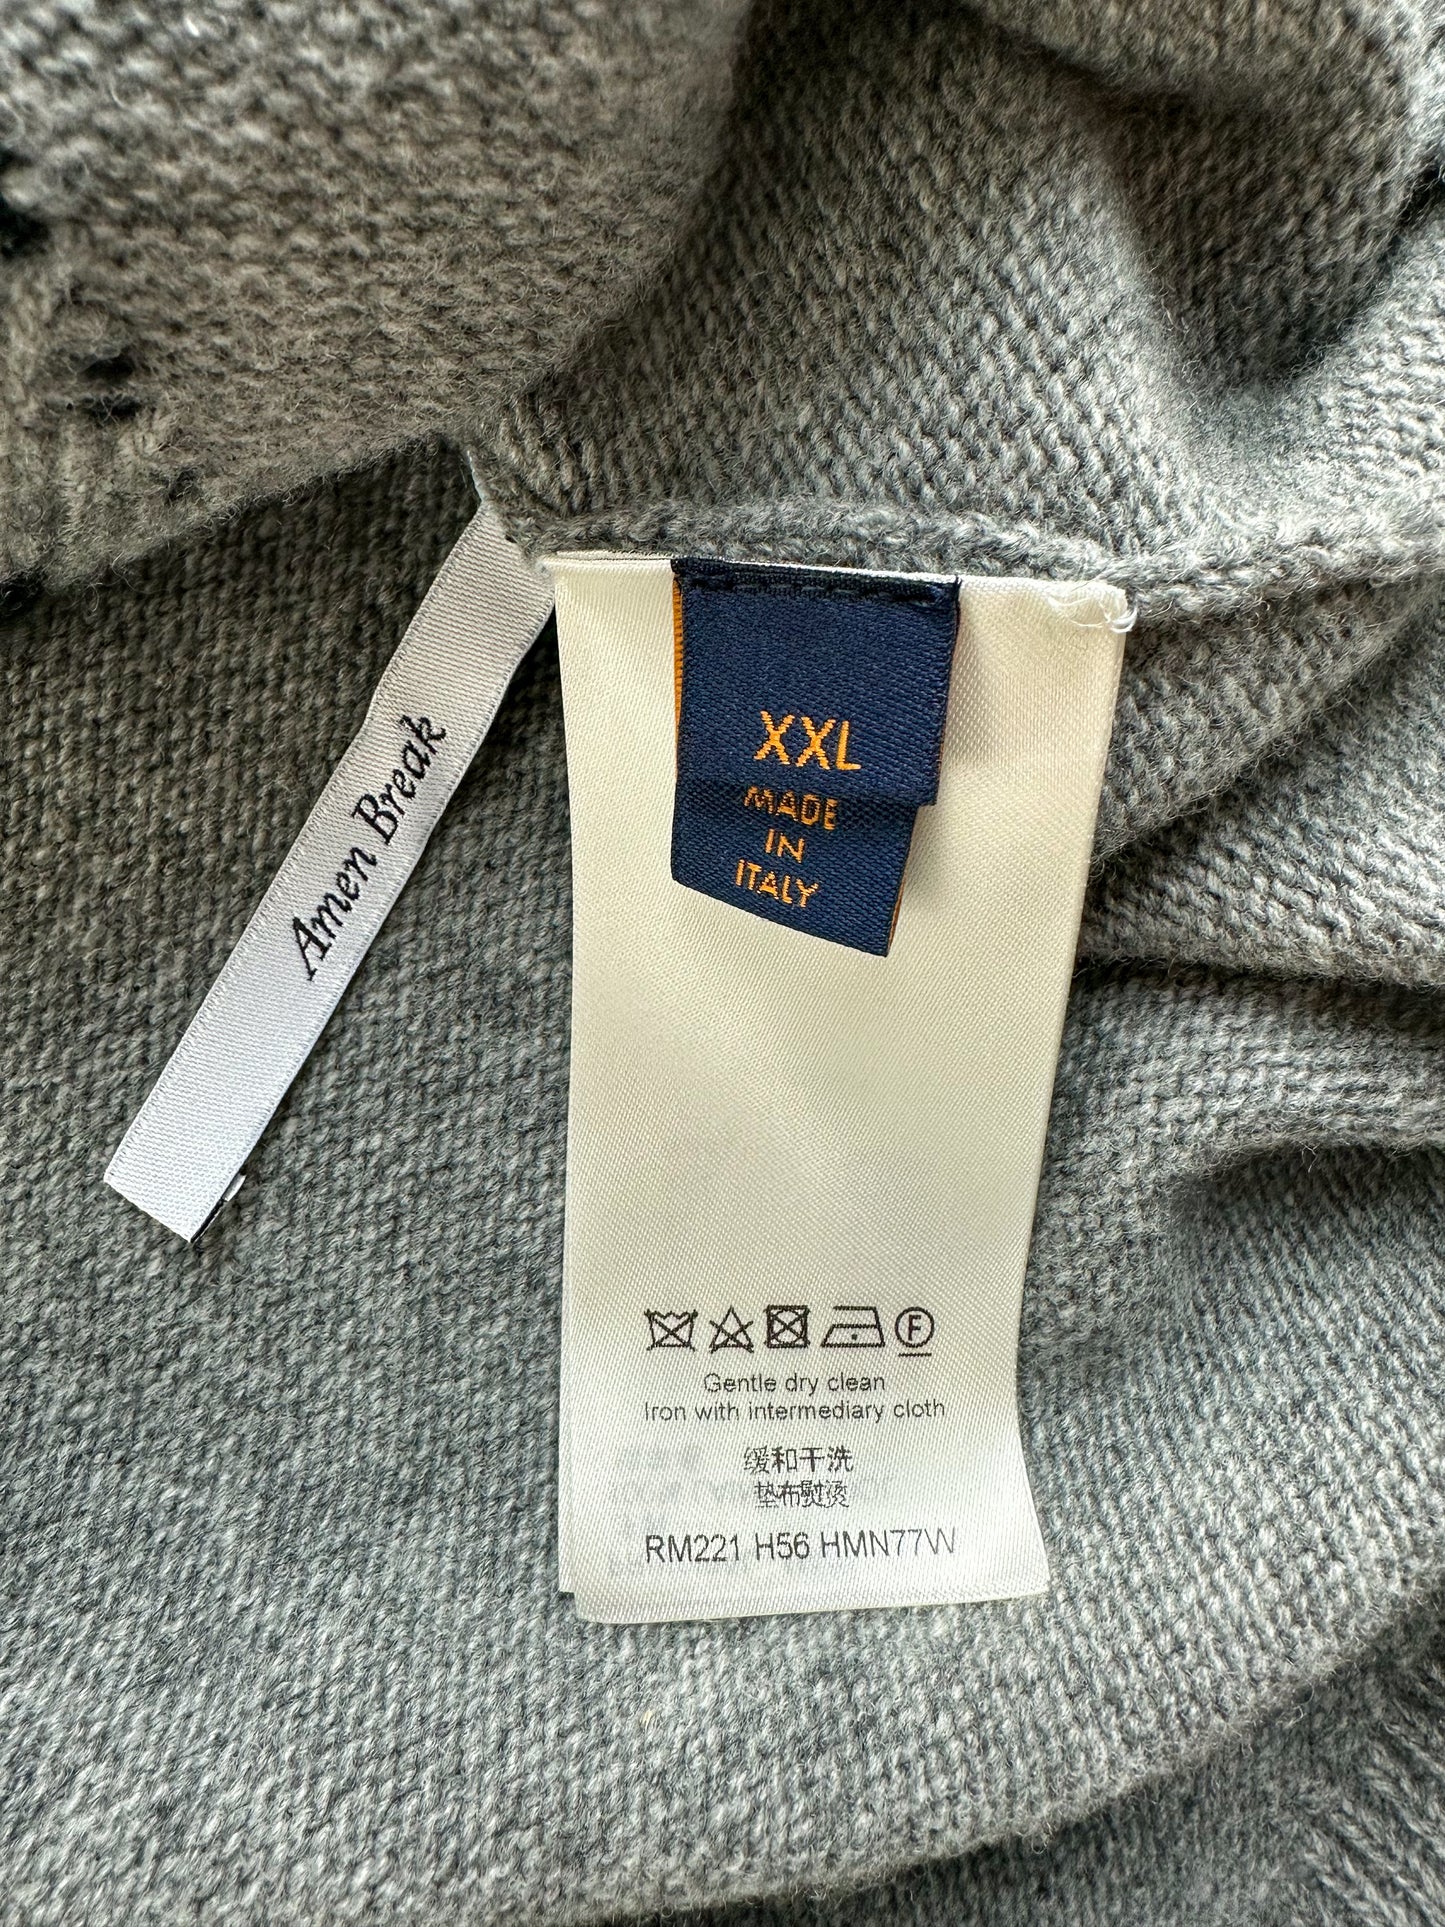 Amen Break
XXL
MADE
IN
ITALY
F
Gentle dry clean
Iron with intermediary cloth
缓和干洗
垫布熨烫
RM221 H56 HMN77W